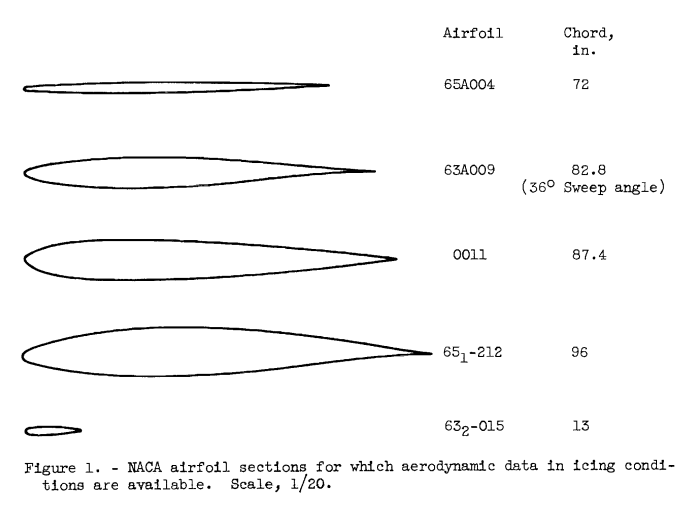 Airfoil Chord,
in.
65A004 72
63A009 82.8
(36° Sweep angle)
0011 87.4
65₁-212 96
63₂-015 13
Figure 1. - NACA airfoil sections for which aerodynamic data in icing condi-
tions are available. Scale, 1/20.